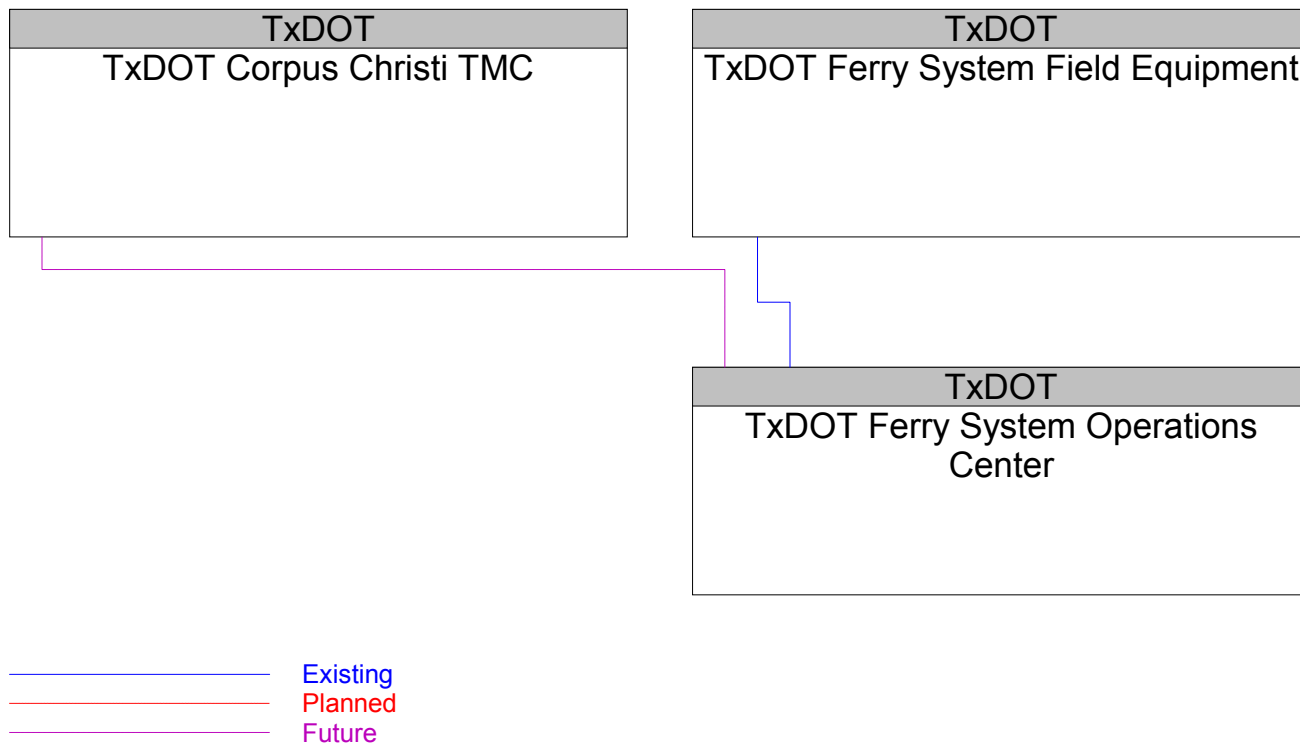 TxDOT
TxDOT Corpus Christi TMC
TxDOT
TxDOT Ferry System Field Equipment
TxDOT
TxDOT Ferry System Operations
Center
Existing
Planned
Future